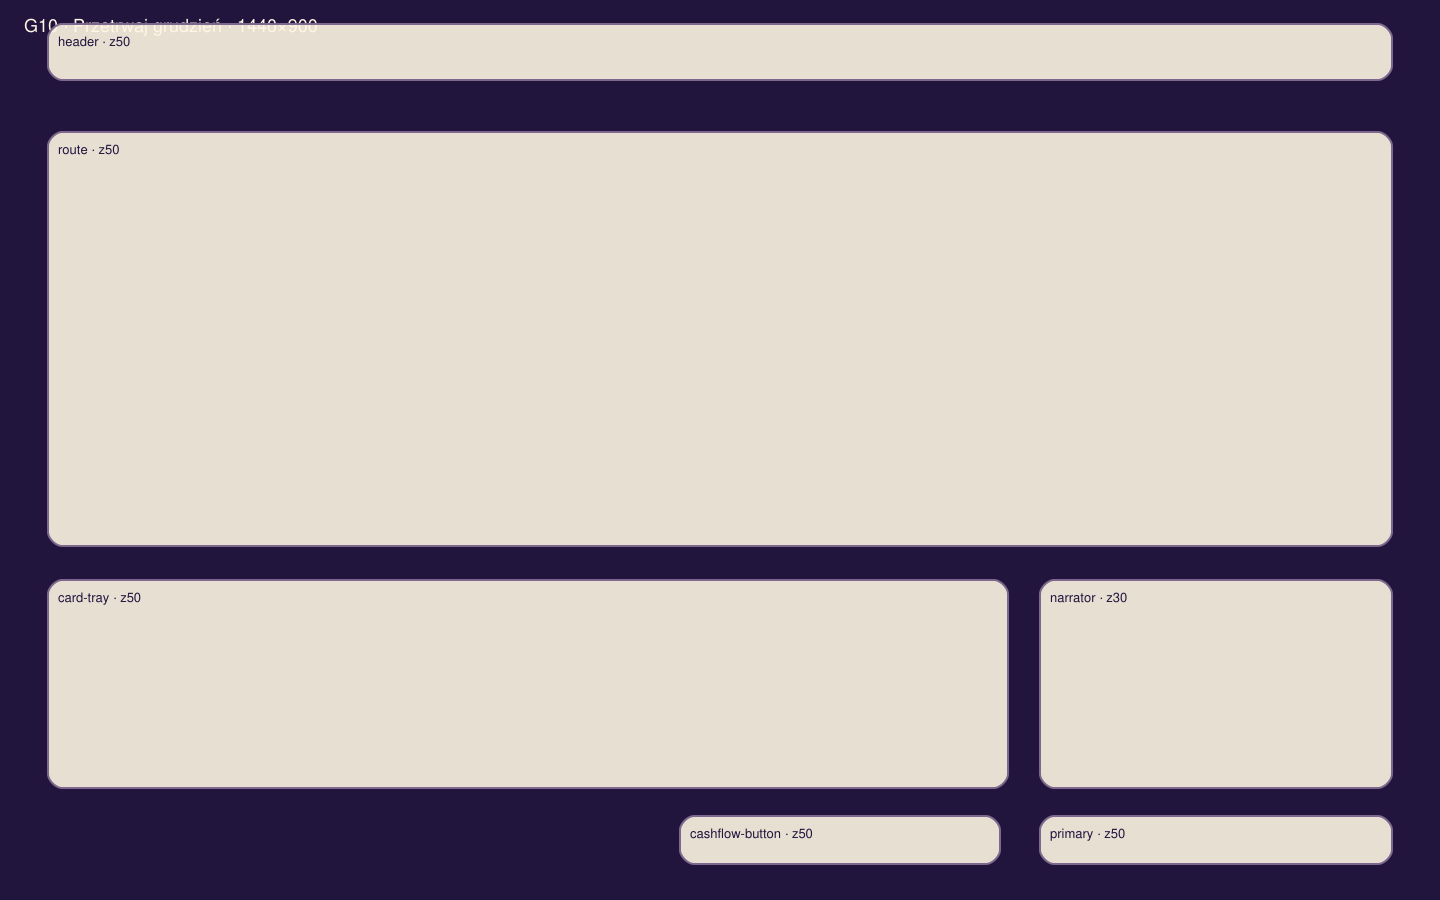 G10 · Przetrwaj grudzień · 1440×900
header · z50
route · z50
card-tray · z50
narrator · z30
cashflow-button · z50
primary · z50